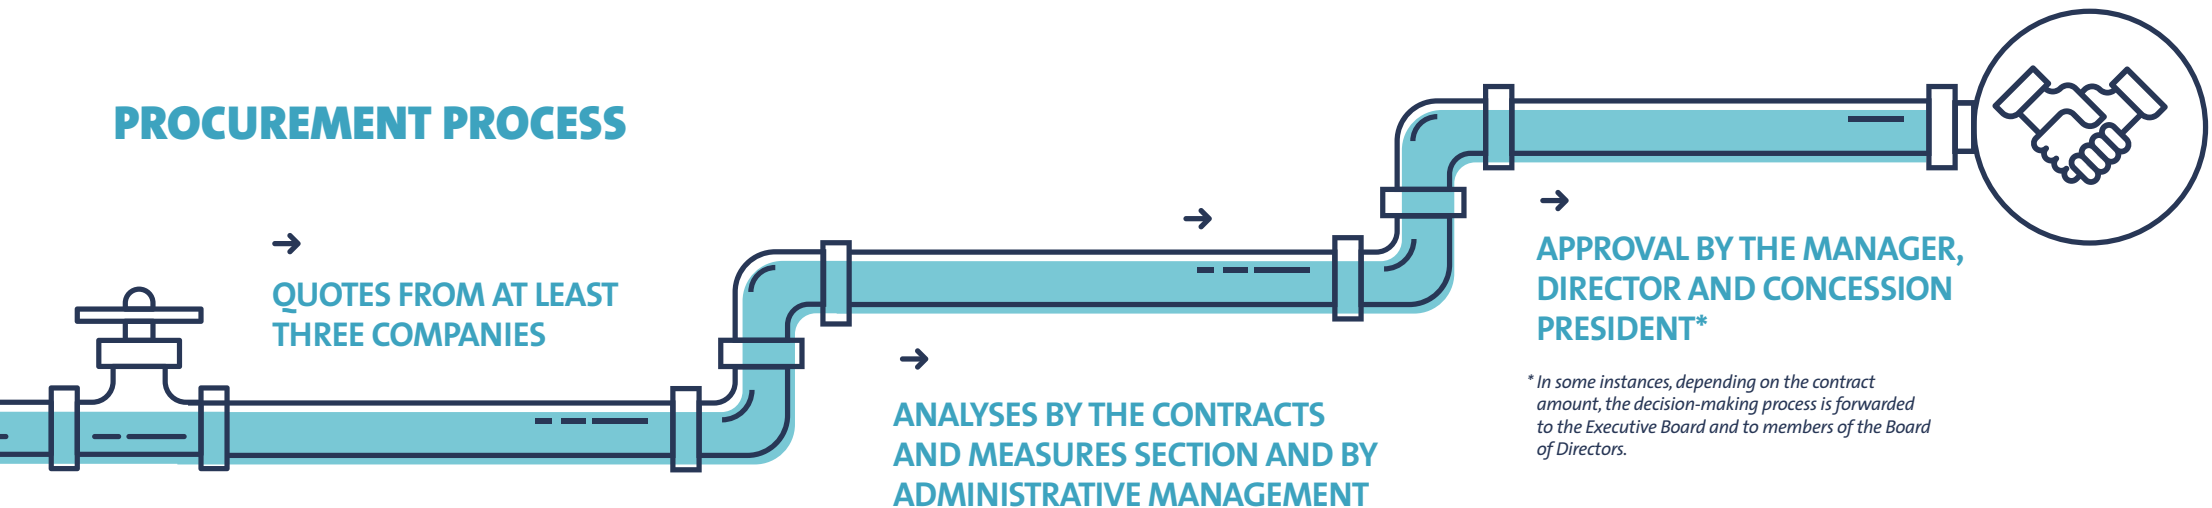 PROCUREMENT PROCESS
QUOTES FROM AT LEAST
THREE COMPANIES
ANALYSES BY THE CONTRACTS
AND MEASURES SECTION AND BY
ADMINISTRATIVE MANAGEMENT
APPROVAL BY THE MANAGER,
DIRECTOR AND CONCESSION
PRESIDENT*
* In some instances, depending on the contract
amount, the decision-making process is forwarded
to the Executive Board and to members of the Board
of Directors.